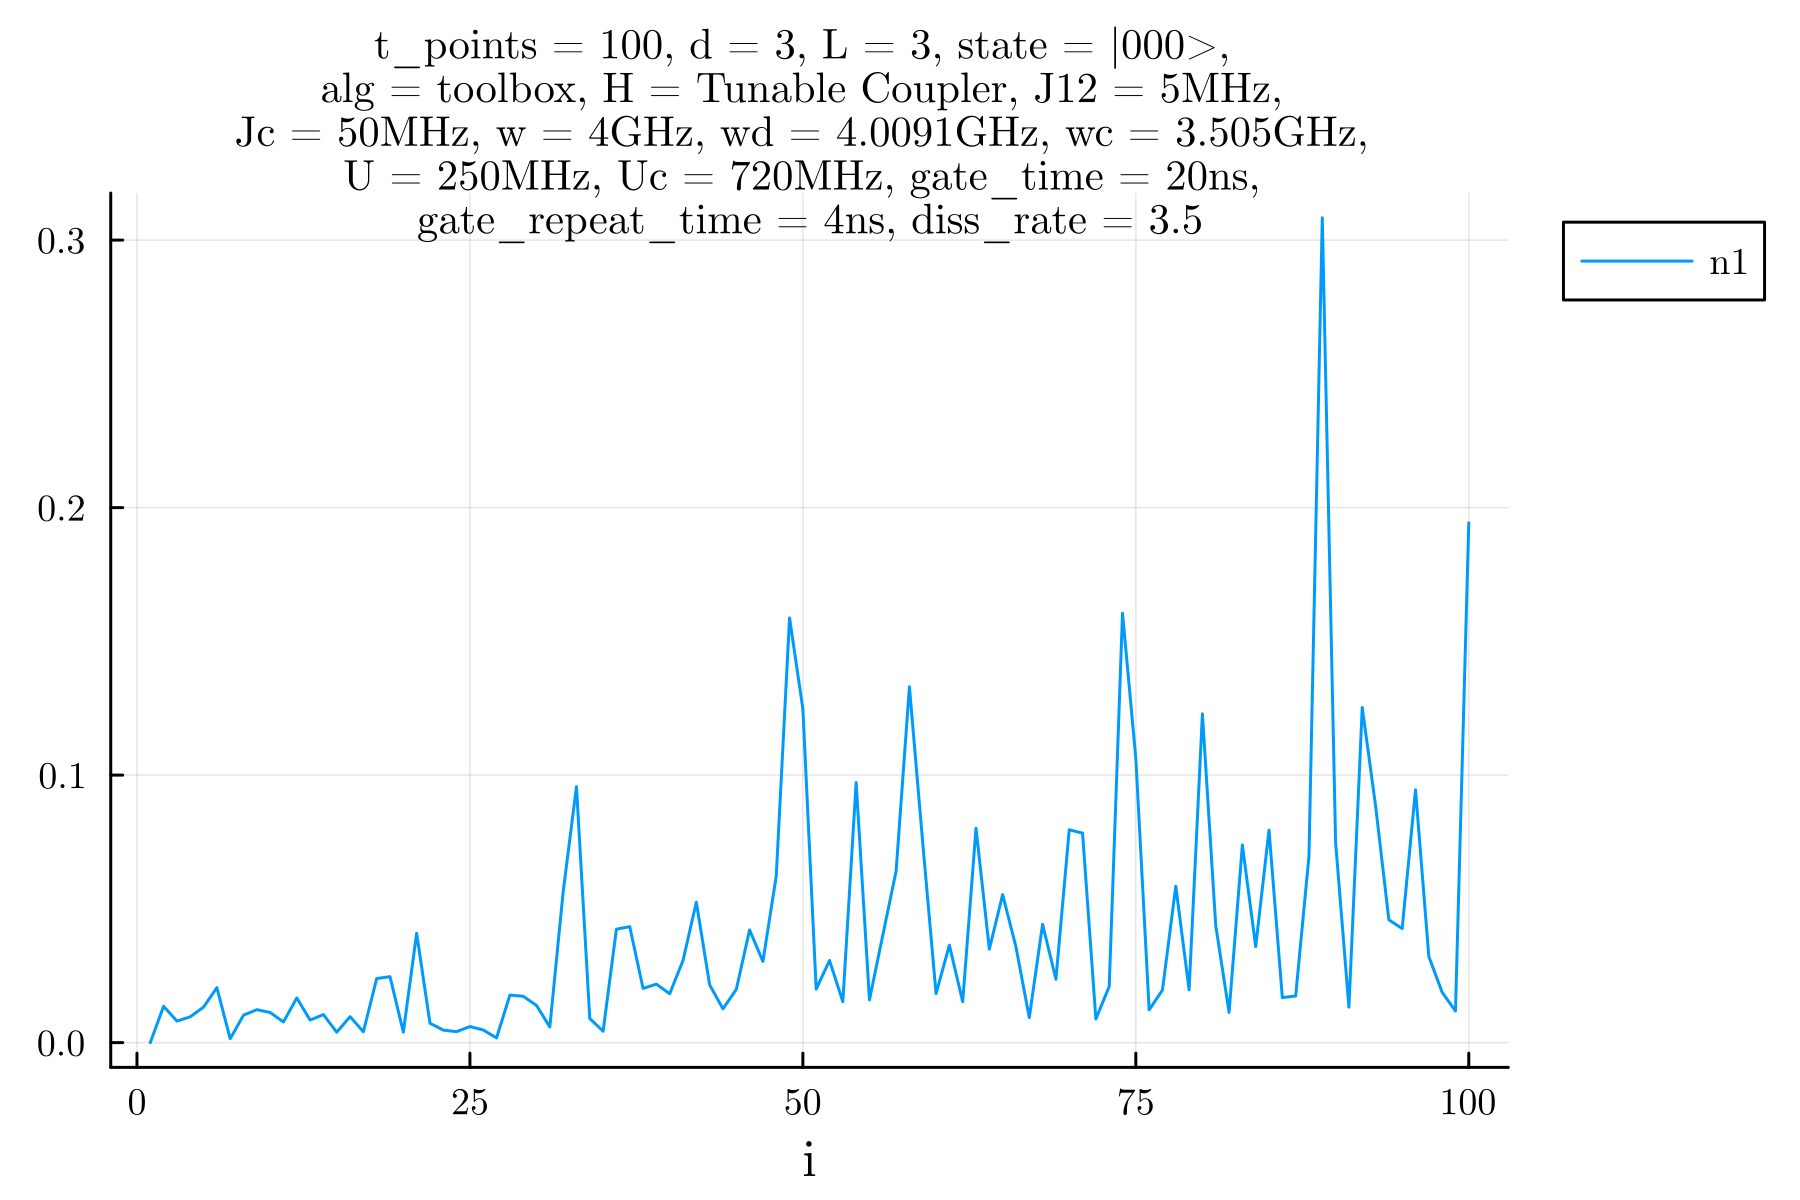 t_points = 100, d = 3, L = 3, state = |000>,
alg = toolbox, H = Tunable Coupler, J12 = 5MHz,
Jc = 50MHz, w = 4GHz, wd = 4.0091GHz, wc = 3.505GHz,
U = 250MHz, Uc = 720MHz, gate_time = 20ns,
gate_repeat_time = 4ns, diss_rate = 3.5
0.3
0.2
0.1
0.0
n1
0 25 50 75 100
i